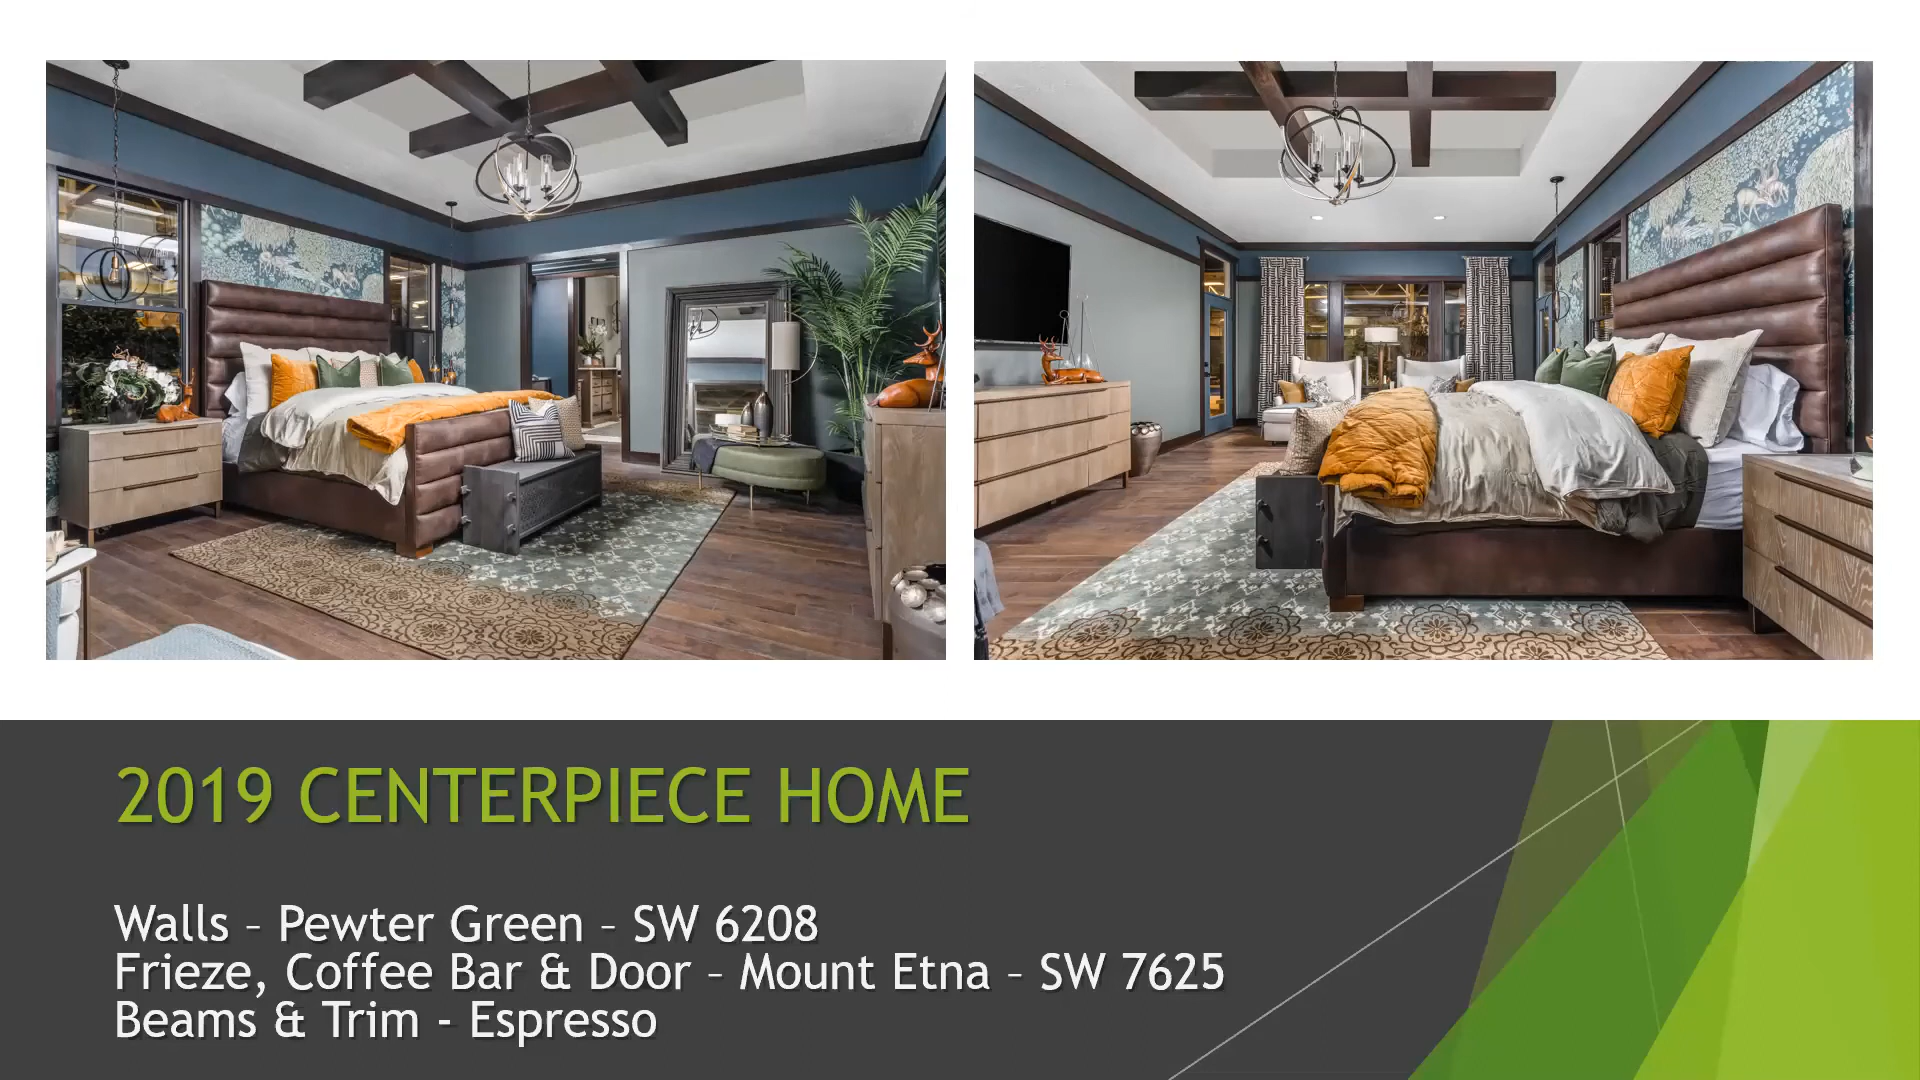 2019 CENTERPIECE HOME
Walls – Pewter Green – SW 6208
Frieze, Coffee Bar & Door – Mount Etna – SW 7625
Beams & Trim - Espresso